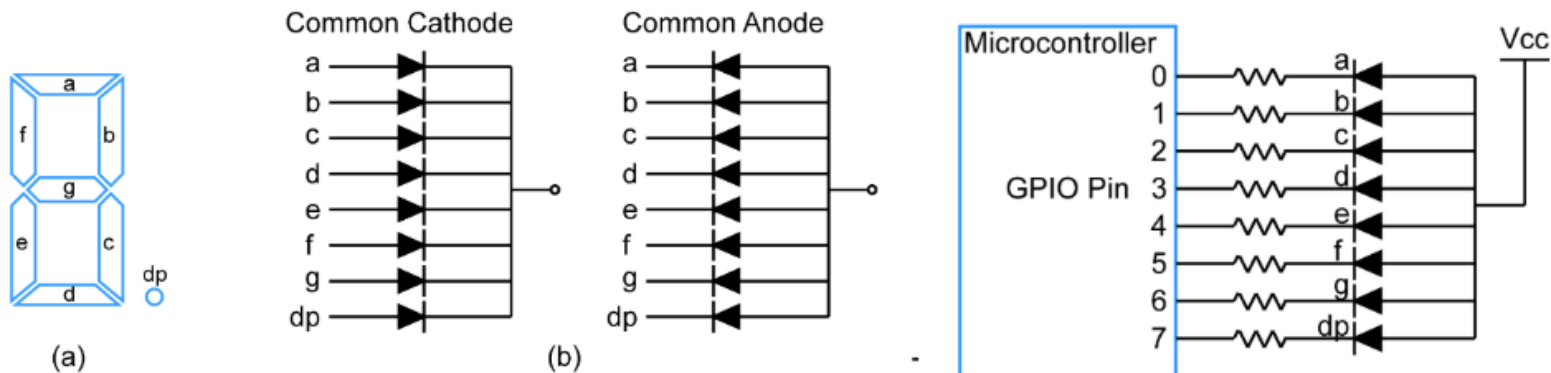 a
f
b
g
e
c
d
dp
(a)
Common Cathode
a
b
c
d
e
f
g
dp
Common Anode
a
b
c
d
e
f
g
dp
(b)
-
Microcontroller
GPIO Pin
0
1
2
3
4
5
6
7
a
b
c
d
e
f
g
dp
Vcc